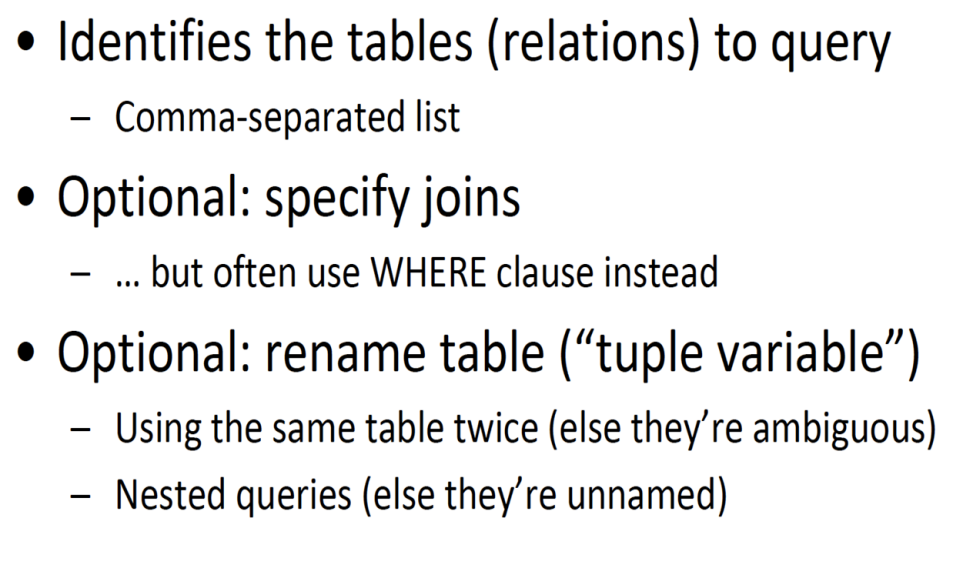 • Identifies the tables (relations) to query
– Comma-separated list
• Optional: specify joins
– … but often use WHERE clause instead
• Optional: rename table (“tuple variable”)
– Using the same table twice (else they’re ambiguous)
– Nested queries (else they’re unnamed)